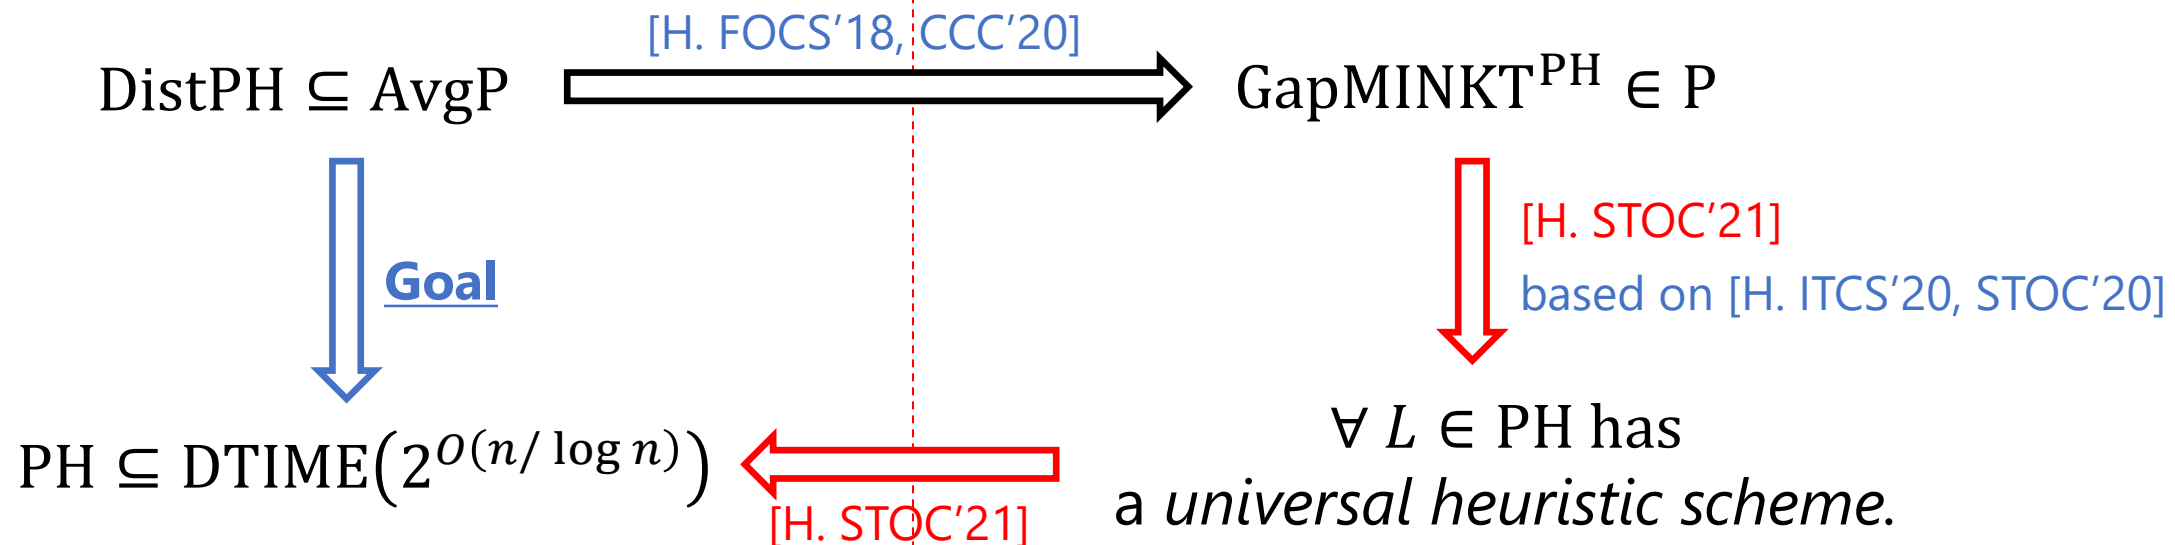 [H. FOCS’18, CCC’20]
DistPH ⊆ AvgP
GapMINKT^PH ∈ P
[H. STOC’21]
based on [H. ITCS’20, STOC’20]
Goal
∀ L ∈ PH has
a universal heuristic scheme.
PH ⊆ DTIME(2^O(n/ log n))
[H. STOC’21]